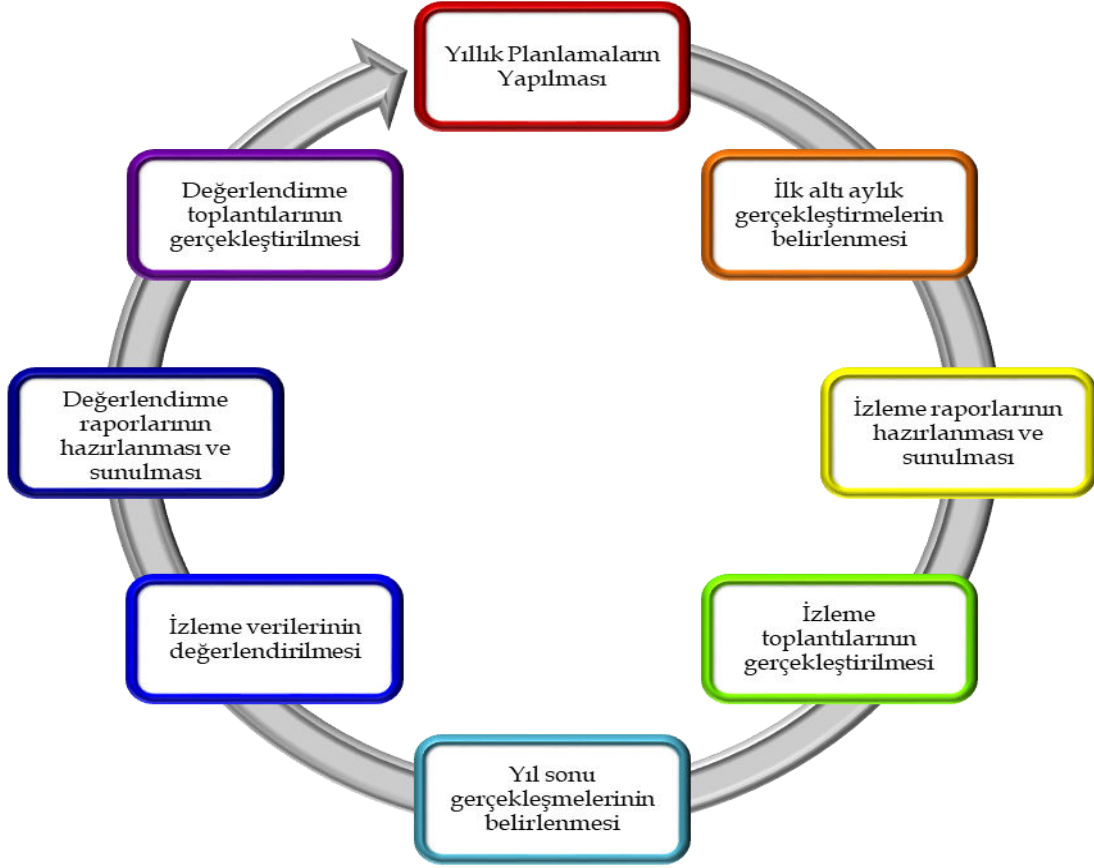 Yıllık Planlamaların
Yapılması
İlk altı aylık
gerçekleştirmelerin
belirlenmesi
İzleme raporlarının
hazırlanması ve
sunulması
İzleme
toplantılarının
gerçekleştirilmesi
Yıl sonu
gerçekleşmelerinin
belirlenmesi
İzleme verilerinin
değerlendirilmesi
Değerlendirme
raporlarının
hazırlanması ve
sunulması
Değerlendirme
toplantılarının
gerçekleştirilmesi